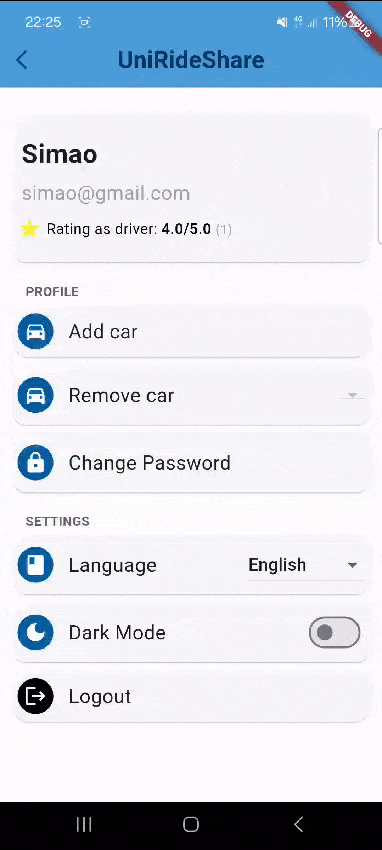 22:25 4G 11%
DEBUG
UniRideShare
Simao
simao@gmail.com
Rating as driver: 4.0/5.0 (1)
PROFILE
Add car
Remove car
Change Password
SETTINGS
Language English
Dark Mode
Logout